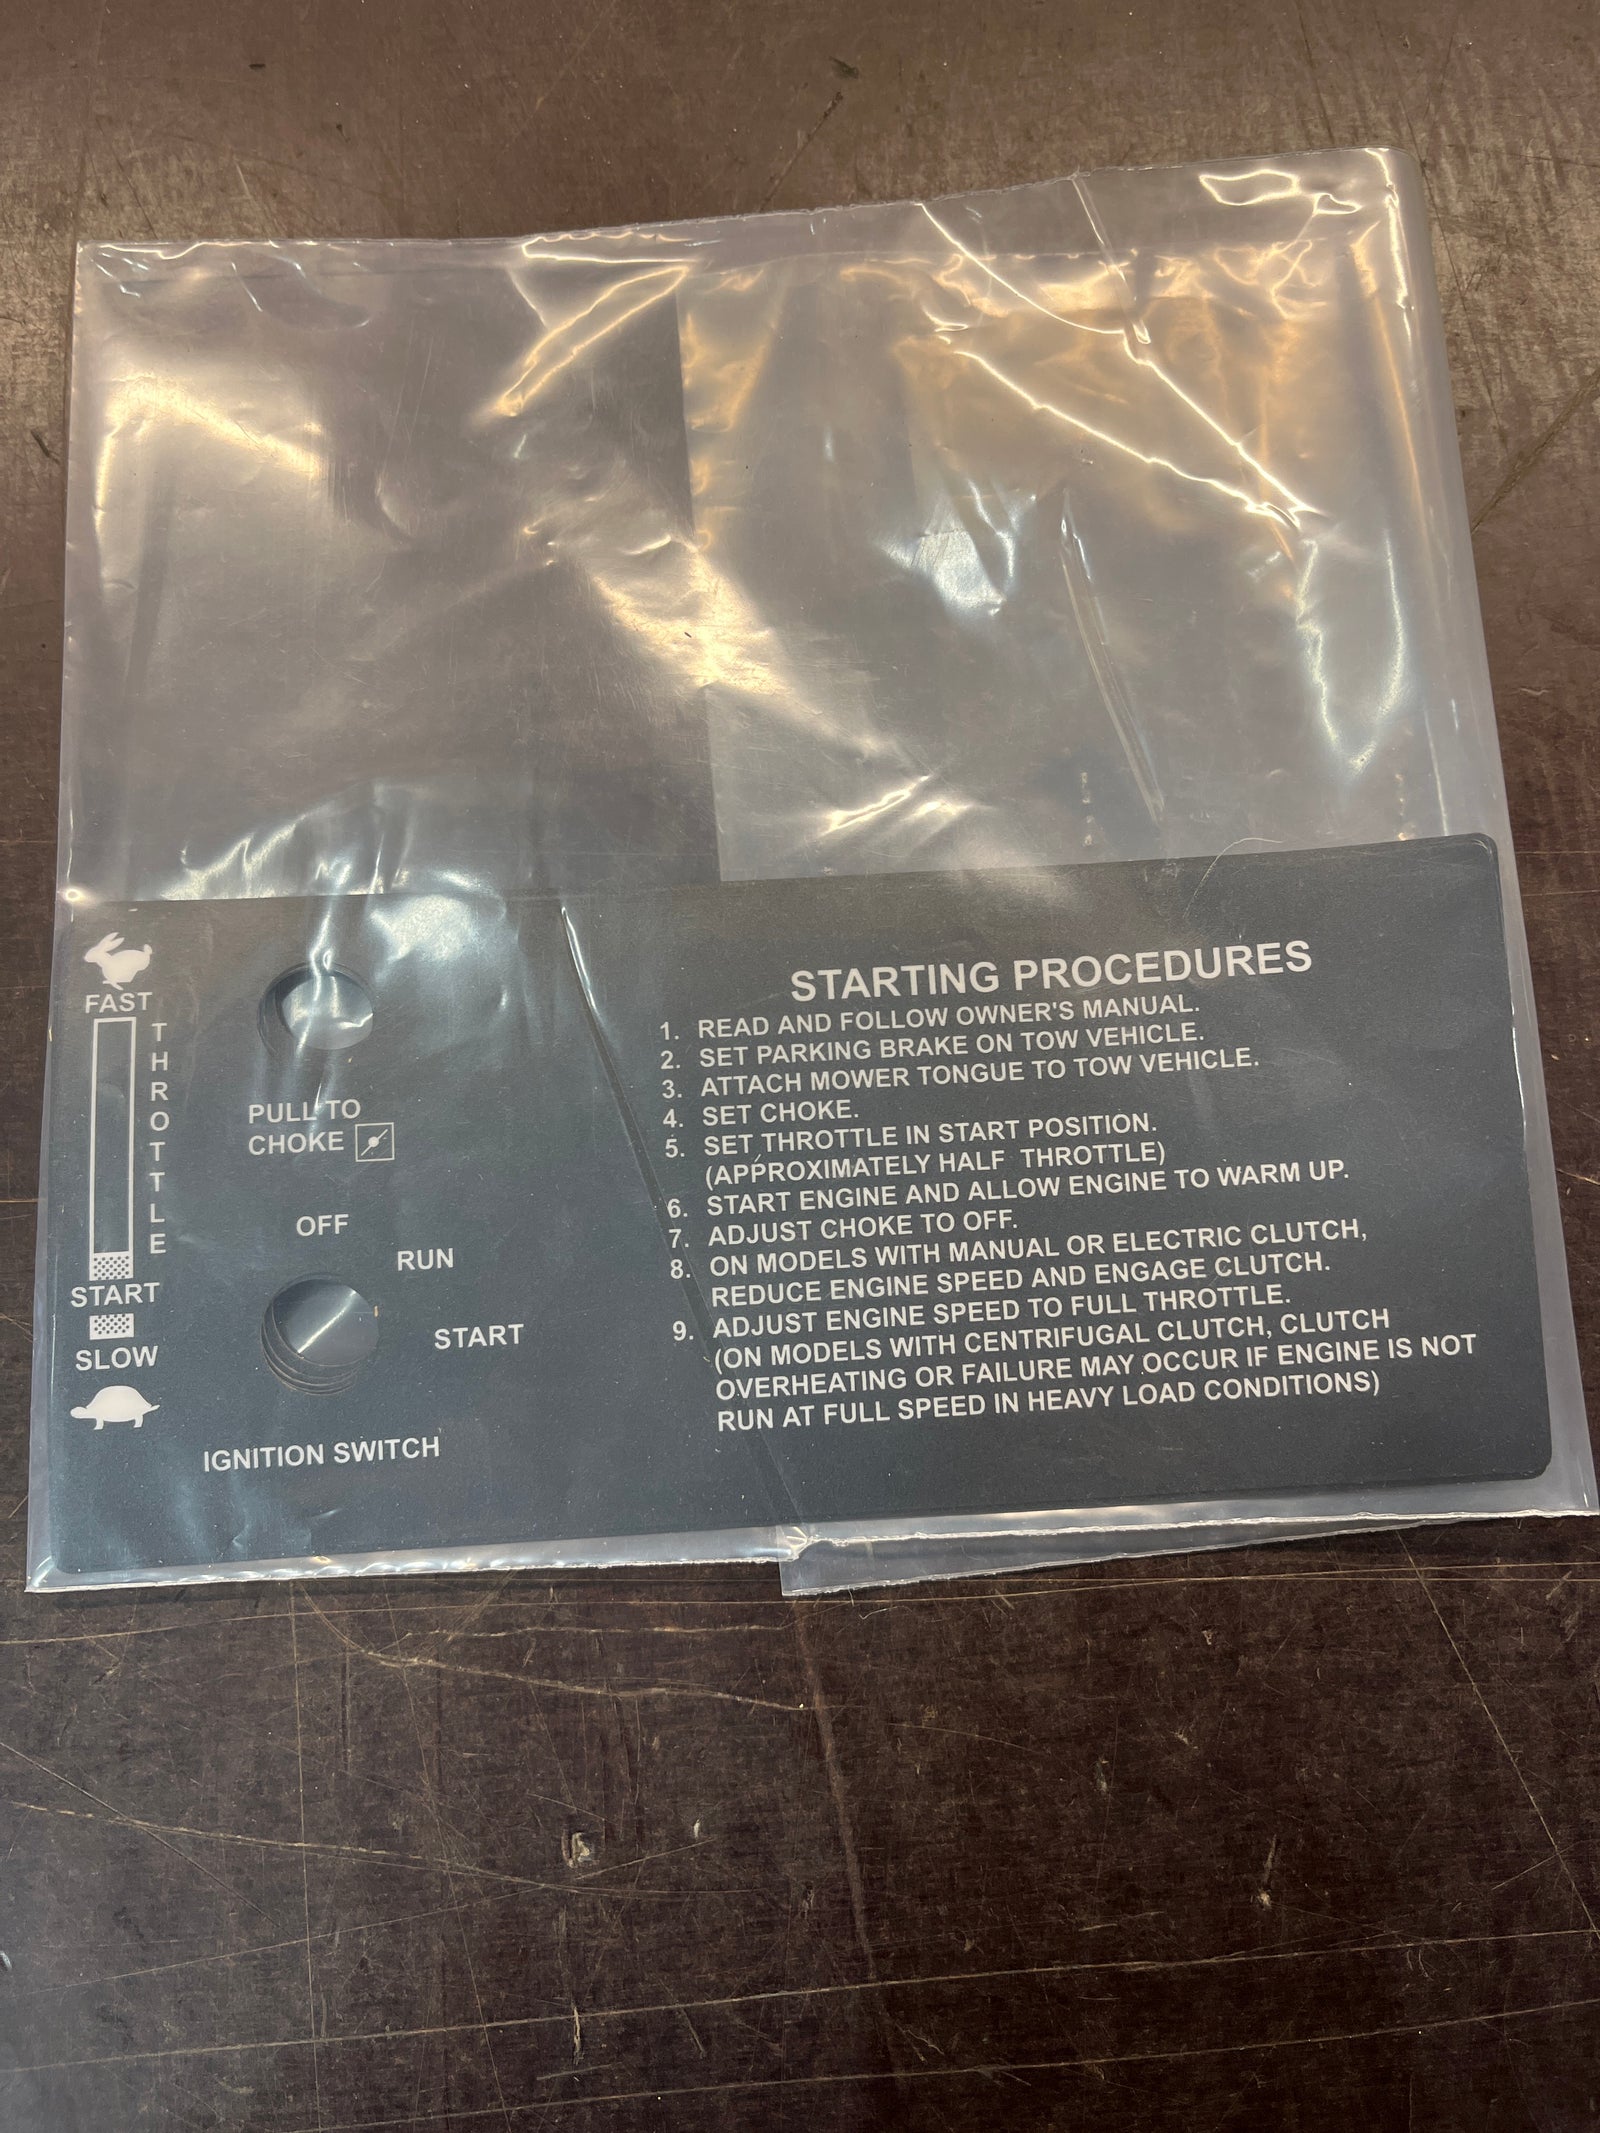 FAST
THROTTLE
START
SLOW
PULL TO
CHOKE
OFF
RUN
START
IGNITION SWITCH
STARTING PROCEDURES
1. READ AND FOLLOW OWNER'S MANUAL.
2. SET PARKING BRAKE ON TOW VEHICLE.
3. ATTACH MOWER TONGUE TO TOW VEHICLE.
4. SET CHOKE.
5. SET THROTTLE IN START POSITION.
(APPROXIMATELY HALF THROTTLE)
6. START ENGINE AND ALLOW ENGINE TO WARM UP.
7. ADJUST CHOKE TO OFF.
8. ON MODELS WITH MANUAL OR ELECTRIC CLUTCH,
REDUCE ENGINE SPEED AND ENGAGE CLUTCH.
9. ADJUST ENGINE SPEED TO FULL THROTTLE.
(ON MODELS WITH CENTRIFUGAL CLUTCH, CLUTCH
OVERHEATING OR FAILURE MAY OCCUR IF ENGINE IS NOT
RUN AT FULL SPEED IN HEAVY LOAD CONDITIONS)